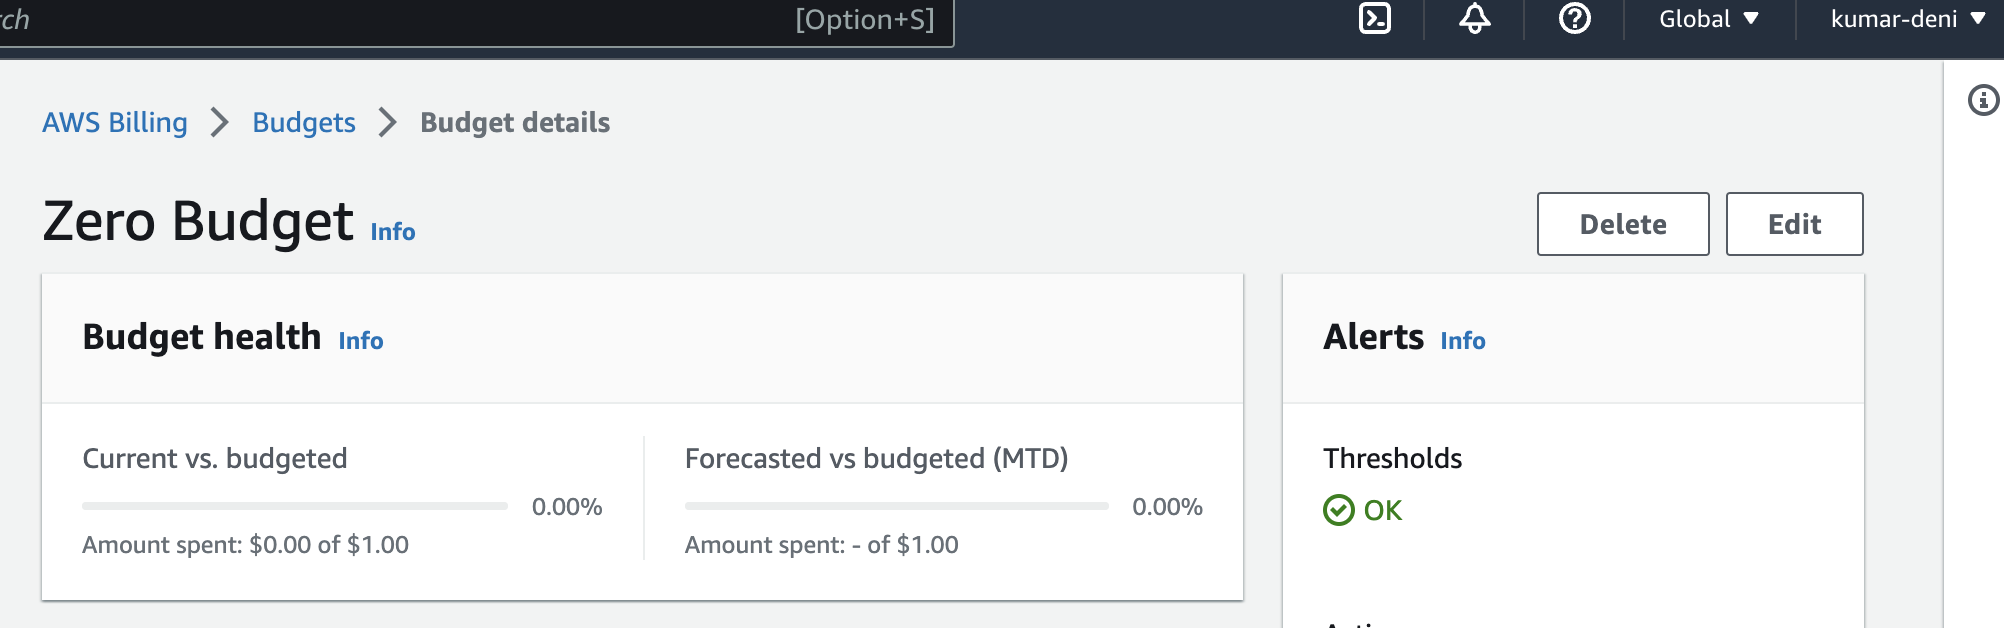 [Option+S]
Global
kumar-deni
AWS Billing
Budgets
Budget details
Zero Budget Info
Delete
Edit
Budget health Info
Current vs. budgeted
0.00%
Amount spent: $0.00 of $1.00
Forecasted vs budgeted (MTD)
0.00%
Amount spent: - of $1.00
Alerts Info
Thresholds
OK